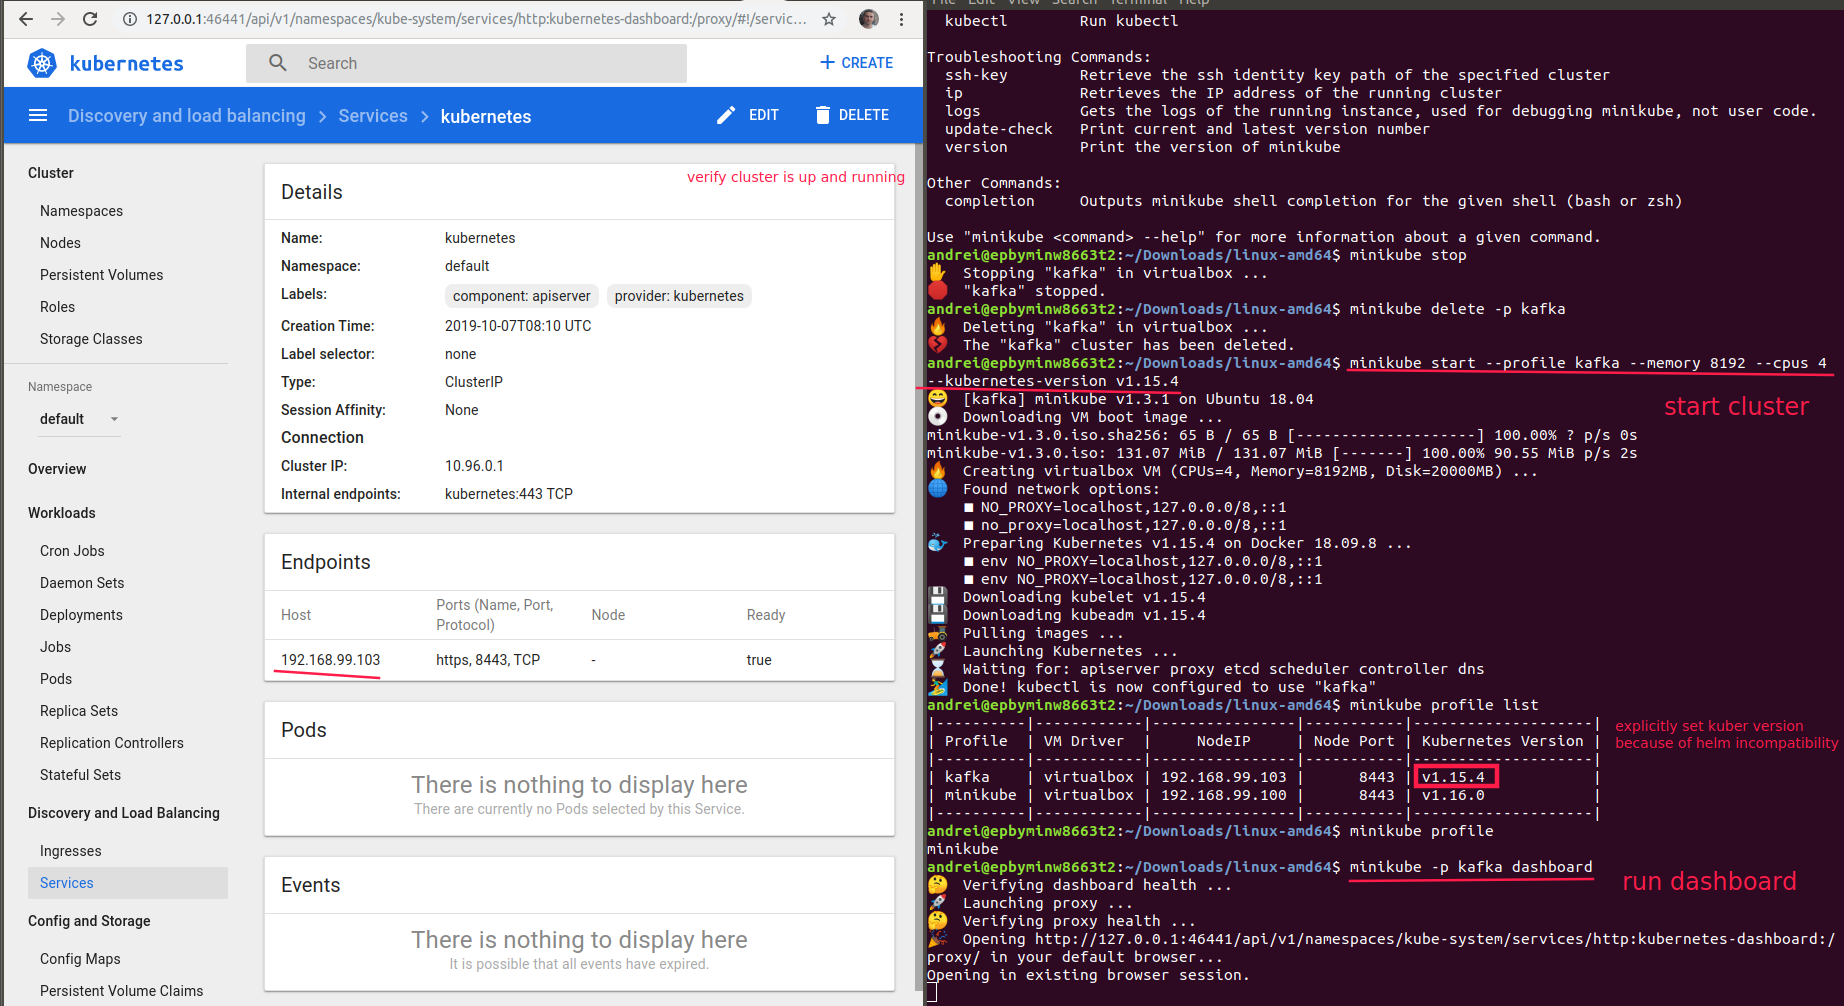 127.0.0.1:46441/api/v1/namespaces/kube-system/services/http:kubernetes-dashboard:/proxy/#!/servic...
kubernetes
Search
CREATE
Discovery and load balancing > Services > kubernetes
EDIT
DELETE
Cluster
Namespaces
Nodes
Persistent Volumes
Roles
Storage Classes
Namespace
default
Overview
Workloads
Cron Jobs
Daemon Sets
Deployments
Jobs
Pods
Replica Sets
Replication Controllers
Stateful Sets
Discovery and Load Balancing
Ingresses
Services
Config and Storage
Config Maps
Persistent Volume Claims
Details
verify cluster is up and running
Name: kubernetes
Namespace: default
Labels: component: apiserver provider: kubernetes
Creation Time: 2019-10-07T08:10 UTC
Label selector: none
Type: ClusterIP
Session Affinity: None
Connection
Cluster IP: 10.96.0.1
Internal endpoints: kubernetes:443 TCP
Endpoints
Host Ports (Name, Port, Protocol) Node Ready
192.168.99.103 https, 8443, TCP - true
Pods
There is nothing to display here
There are currently no Pods selected by this Service.
Events
There is nothing to display here
It is possible that all events have expired.
File Edit View Search Terminal Help
kubectl Run kubectl
Troubleshooting Commands:
ssh-key Retrieve the ssh identity key path of the specified cluster
ip Retrieves the IP address of the running cluster
logs Gets the logs of the running instance, used for debugging minikube, not user code.
update-check Print current and latest version number
version Print the version of minikube
Other Commands:
completion Outputs minikube shell completion for the given shell (bash or zsh)
Use "minikube <command> --help" for more information about a given command.
andrei@epbyminw8663t2:~/Downloads/linux-amd64$ minikube stop
Stopping "kafka" in virtualbox ...
"kafka" stopped.
andrei@epbyminw8663t2:~/Downloads/linux-amd64$ minikube delete -p kafka
Deleting "kafka" in virtualbox ...
The "kafka" cluster has been deleted.
andrei@epbyminw8663t2:~/Downloads/linux-amd64$ minikube start --profile kafka --memory 8192 --cpus 4
--kubernetes-version v1.15.4
[kafka] minikube v1.3.1 on Ubuntu 18.04
start cluster
Downloading VM boot image ...
minikube-v1.3.0.iso.sha256: 65 B / 65 B [--------------------] 100.00% ? p/s 0s
minikube-v1.3.0.iso: 131.07 MiB / 131.07 MiB [-------] 100.00% 90.55 MiB p/s 2s
Creating virtualbox VM (CPUs=4, Memory=8192MB, Disk=20000MB) ...
Found network options:
■ NO_PROXY=localhost,127.0.0.0/8,::1
■ no_proxy=localhost,127.0.0.0/8,::1
Preparing Kubernetes v1.15.4 on Docker 18.09.8 ...
■ env NO_PROXY=localhost,127.0.0.0/8,::1
■ env NO_PROXY=localhost,127.0.0.0/8,::1
Downloading kubelet v1.15.4
Downloading kubeadm v1.15.4
Pulling images ...
Launching Kubernetes ...
Waiting for: apiserver proxy etcd scheduler controller dns
Done! kubectl is now configured to use "kafka"
andrei@epbyminw8663t2:~/Downloads/linux-amd64$ minikube profile list
|----------|------------|----------------|-----------|--------------------|
| Profile | VM Driver | NodeIP | Node Port | Kubernetes Version |
|----------|------------|----------------|-----------|--------------------|
| kafka | virtualbox | 192.168.99.103 | 8443 | v1.15.4 |
| minikube | virtualbox | 192.168.99.100 | 8443 | v1.16.0 |
|----------|------------|----------------|-----------|--------------------|
explicitly set kuber version
because of helm incompatibility
andrei@epbyminw8663t2:~/Downloads/linux-amd64$ minikube profile
minikube
andrei@epbyminw8663t2:~/Downloads/linux-amd64$ minikube -p kafka dashboard
run dashboard
Verifying dashboard health ...
Launching proxy ...
Verifying proxy health ...
Opening http://127.0.0.1:46441/api/v1/namespaces/kube-system/services/http:kubernetes-dashboard:/
proxy/ in your default browser...
Opening in existing browser session.